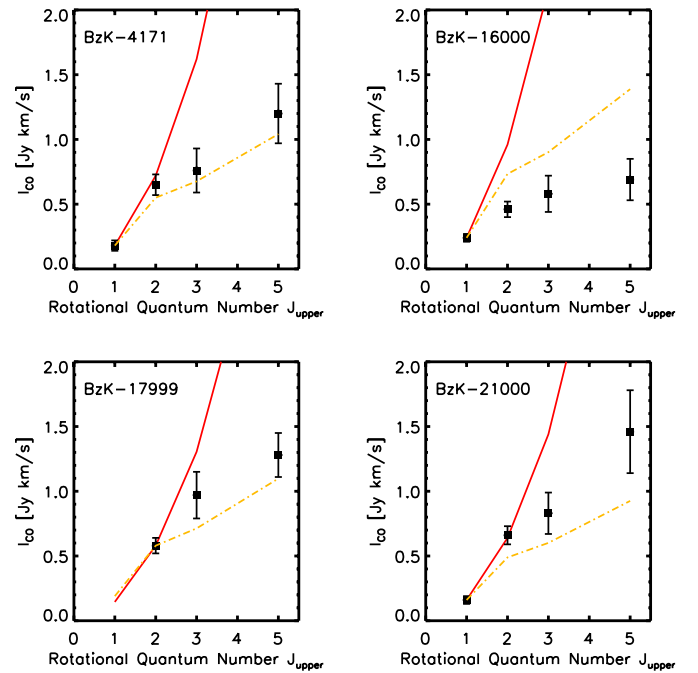 BzK-4171
2.0
1.5
1.0
0.5
0.0
I_CO [Jy km/s]
0 1 2 3 4 5
Rotational Quantum Number J_upper
BzK-16000
2.0
1.5
1.0
0.5
0.0
I_CO [Jy km/s]
0 1 2 3 4 5
Rotational Quantum Number J_upper
BzK-17999
2.0
1.5
1.0
0.5
0.0
I_CO [Jy km/s]
0 1 2 3 4 5
Rotational Quantum Number J_upper
BzK-21000
2.0
1.5
1.0
0.5
0.0
I_CO [Jy km/s]
0 1 2 3 4 5
Rotational Quantum Number J_upper